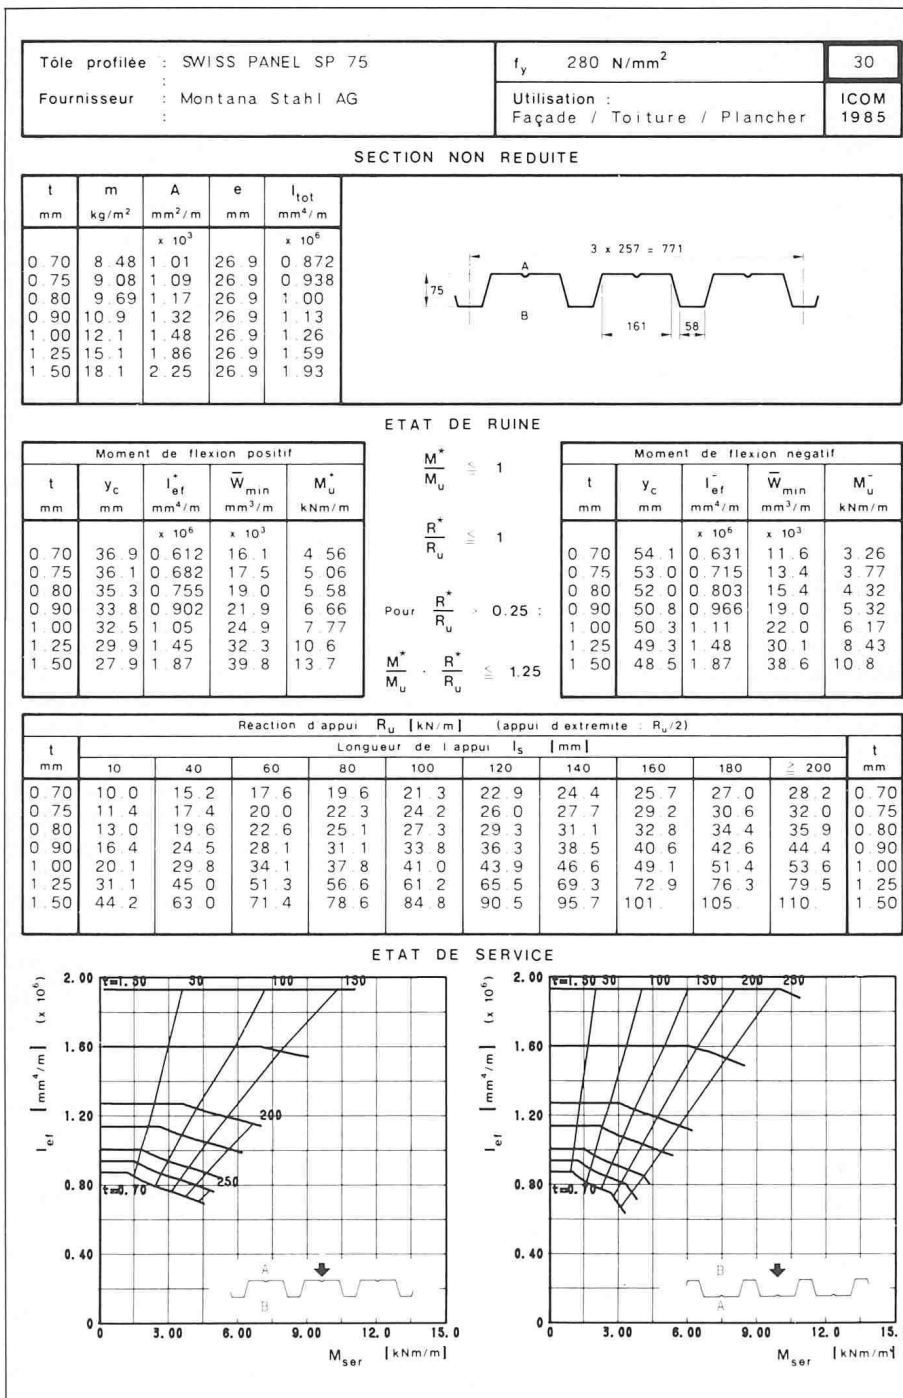 Tôle profilée : SWISS PANEL SP 75
:
Fournisseur : Montana Stahl AG
:
f_y 280 N/mm²
30
Utilisation :
Façade / Toiture / Plancher
ICOM
1985
SECTION NON REDUITE
t m A e I_tot
mm kg/m² mm²/m mm mm⁴/m
x 10³ x 10⁶
0.70 8.48 1.01 26.9 0.872
0.75 9.08 1.09 26.9 0.938
0.80 9.69 1.17 26.9 1.00
0.90 10.9 1.32 26.9 1.13
1.00 12.1 1.48 26.9 1.26
1.25 15.1 1.86 26.9 1.59
1.50 18.1 2.25 26.9 1.93
3 x 257 = 771
A
75
B
161
58
ETAT DE RUINE
Moment de flexion positif
t y_c I⁺_ef W̅_min M⁺_u
mm mm mm⁴/m mm³/m kNm/m
x 10⁶ x 10³
0.70 36.9 0.612 16.1 4.56
0.75 36.1 0.682 17.5 5.06
0.80 35.3 0.755 19.0 5.58
0.90 33.8 0.902 21.9 6.66
1.00 32.5 1.05 24.9 7.77
1.25 29.9 1.45 32.3 10.6
1.50 27.9 1.87 39.8 13.7
M*/M_u ≦ 1
R*/R_u ≦ 1
Pour R*/R_u > 0.25 :
M*/M_u · R*/R_u ≦ 1.25
Moment de flexion negatif
t y_c I⁻_ef W̅_min M⁻_u
mm mm mm⁴/m mm³/m kNm/m
x 10⁶ x 10³
0.70 54.1 0.631 11.6 3.26
0.75 53.0 0.715 13.4 3.77
0.80 52.0 0.803 15.4 4.32
0.90 50.8 0.966 19.0 5.32
1.00 50.3 1.11 22.0 6.17
1.25 49.3 1.48 30.1 8.43
1.50 48.5 1.87 38.6 10.8
Réaction d appui R_u [kN/m] (appui d extremite : R_u/2)
t Longueur de l appui l_s [mm] t
mm 10 40 60 80 100 120 140 160 180 ≧ 200 mm
0.70 10.0 15.2 17.6 19.6 21.3 22.9 24.4 25.7 27.0 28.2 0.70
0.75 11.4 17.4 20.0 22.3 24.2 26.0 27.7 29.2 30.6 32.0 0.75
0.80 13.0 19.6 22.6 25.1 27.3 29.3 31.1 32.8 34.4 35.9 0.80
0.90 16.4 24.5 28.1 31.1 33.8 36.3 38.5 40.6 42.6 44.4 0.90
1.00 20.1 29.8 34.1 37.8 41.0 43.9 46.6 49.1 51.4 53.6 1.00
1.25 31.1 45.0 51.3 56.6 61.2 65.5 69.3 72.9 76.3 79.5 1.25
1.50 44.2 63.0 71.4 78.6 84.8 90.5 95.7 101. 105. 110. 1.50
ETAT DE SERVICE
I_ef [mm⁴/m] (x 10⁶)
2.00
1.60
1.20
0.80
0.40
0
t=1.50 50 100 150
200
250
t=0.70
A
B
0 3.00 6.00 9.00 12.0 15.0
M_ser [kNm/m]
I_ef [mm⁴/m] (x 10⁶)
2.00
1.60
1.20
0.80
0.40
0
t=1.50 50 100 150 200 250
t=0.70
B
A
0 3.00 6.00 9.00 12.0 15.
M_ser [kNm/m]